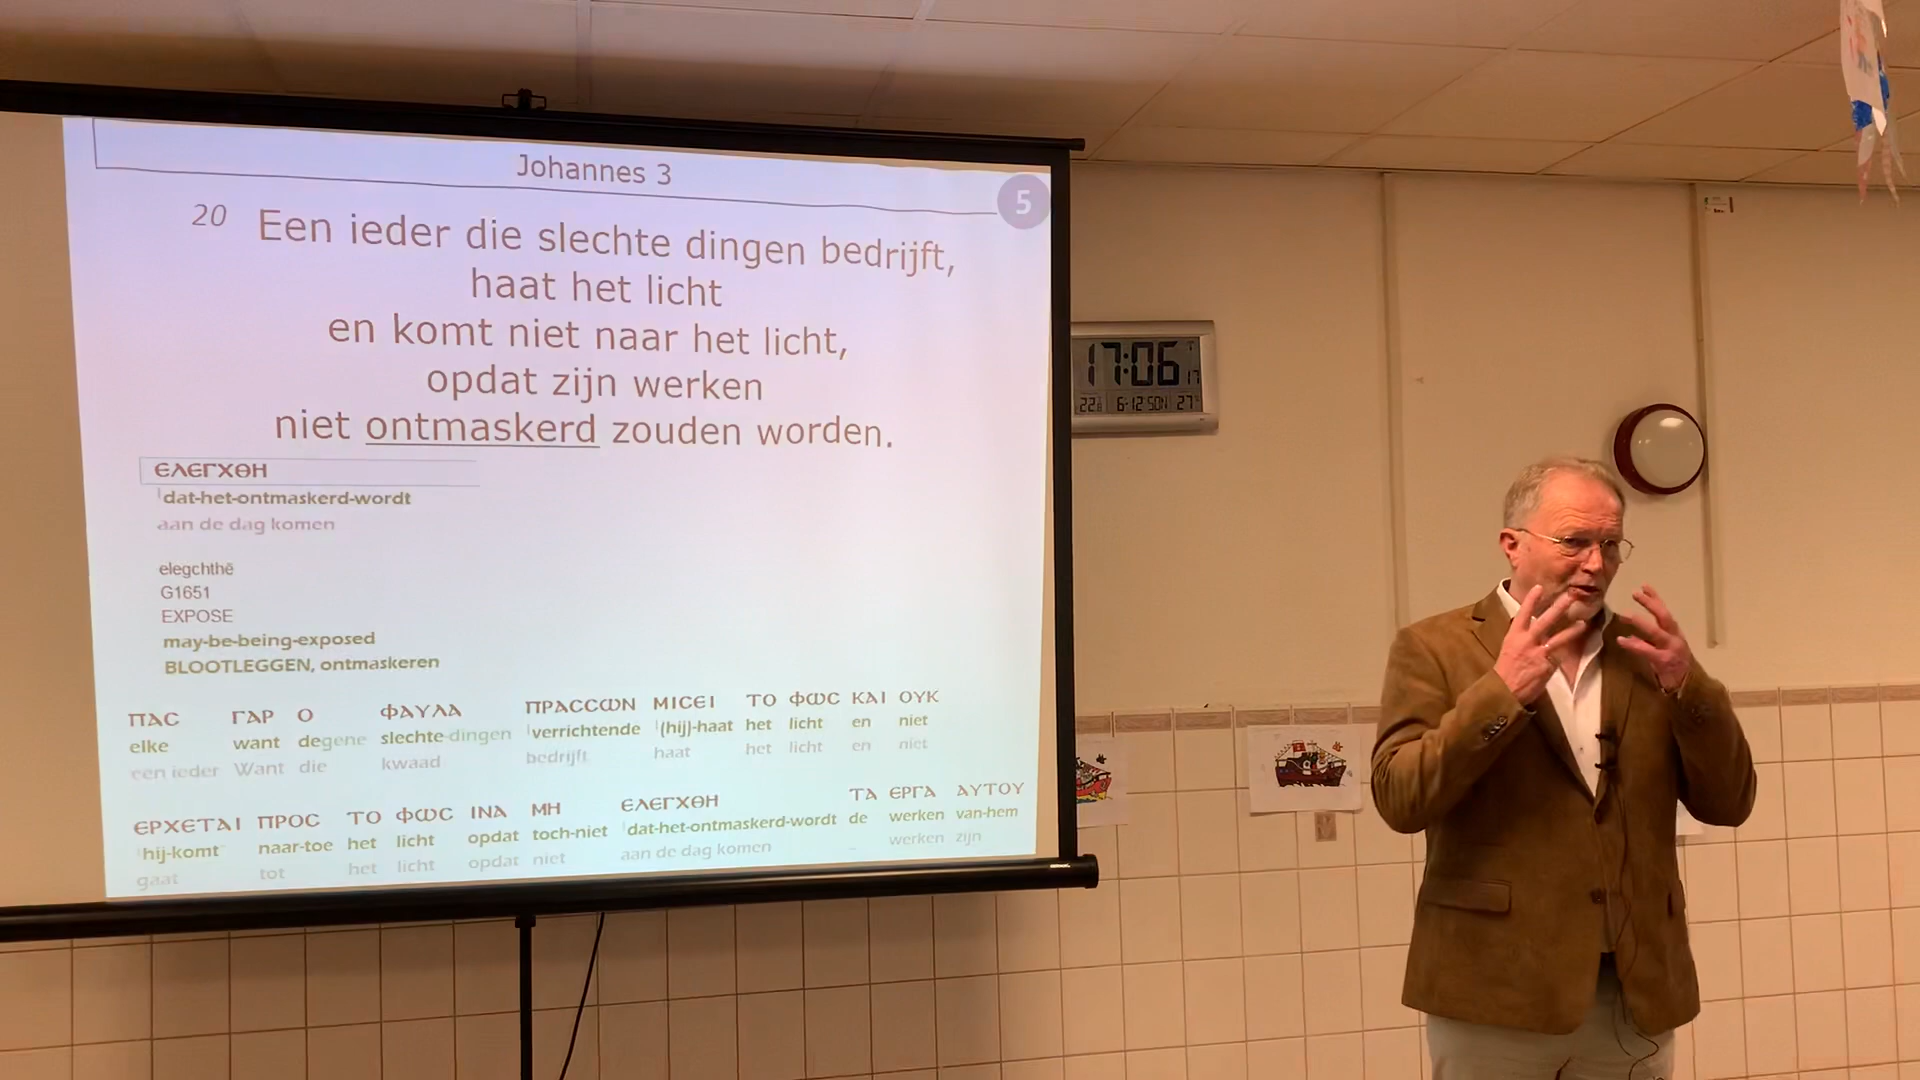 Johannes 3
5
20 Een ieder die slechte dingen bedrijft,
haat het licht
en komt niet naar het licht,
opdat zijn werken
niet ontmaskerd zouden worden.
ΕΛΕΓΧΘΗ
dat-het-ontmaskerd-wordt
aan de dag komen
elegchthē
G1651
EXPOSE
may-be-being-exposed
BLOOTLEGGEN, ontmaskeren
ΠΑϹ ΓΑΡ Ο ΦΑΥΛΑ ΠΡΑϹϹΩΝ ΜΙϹΕΙ ΤΟ ΦΩϹ ΚΑΙ ΟΥΚ
elke want degene slechte-dingen verrichtende (hij)-haat het licht en niet
een ieder Want die kwaad bedrijft haat het licht en niet
ΕΡΧΕΤΑΙ ΠΡΟϹ ΤΟ ΦΩϹ ΙΝΑ ΜΗ ΕΛΕΓΧΘΗ ΤΑ ΕΡΓΑ ΑΥΤΟΥ
hij-komt naar-toe het licht opdat toch-niet dat-het-ontmaskerd-wordt de werken van-hem
gaat tot het licht opdat niet aan de dag komen werken zijn
17:06 17
6-12 SON 27